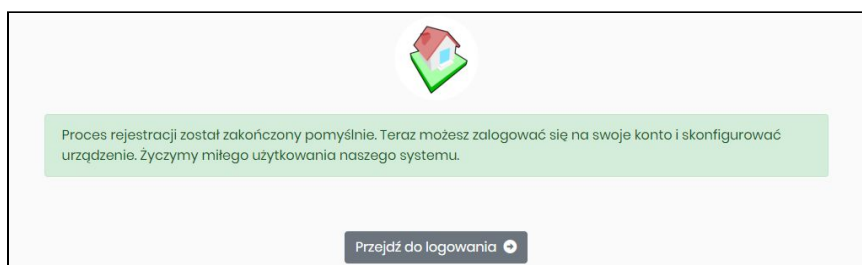 Proces rejestracji został zakończony pomyślnie. Teraz możesz zalogować się na swoje konto i skonfigurować
urządzenie. Życzymy miłego użytkowania naszego systemu.
Przejdź do logowania